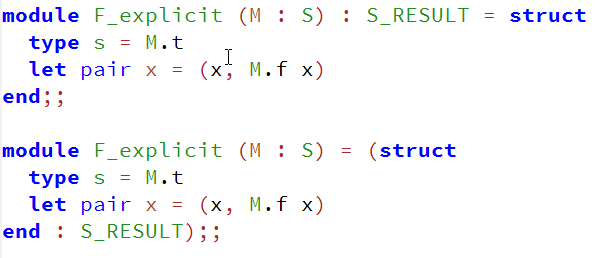 module F_explicit (M : S) : S_RESULT = struct
  type s = M.t
  let pair x = (x, M.f x)
end;;
module F_explicit (M : S) = (struct
  type s = M.t
  let pair x = (x, M.f x)
end : S_RESULT);;